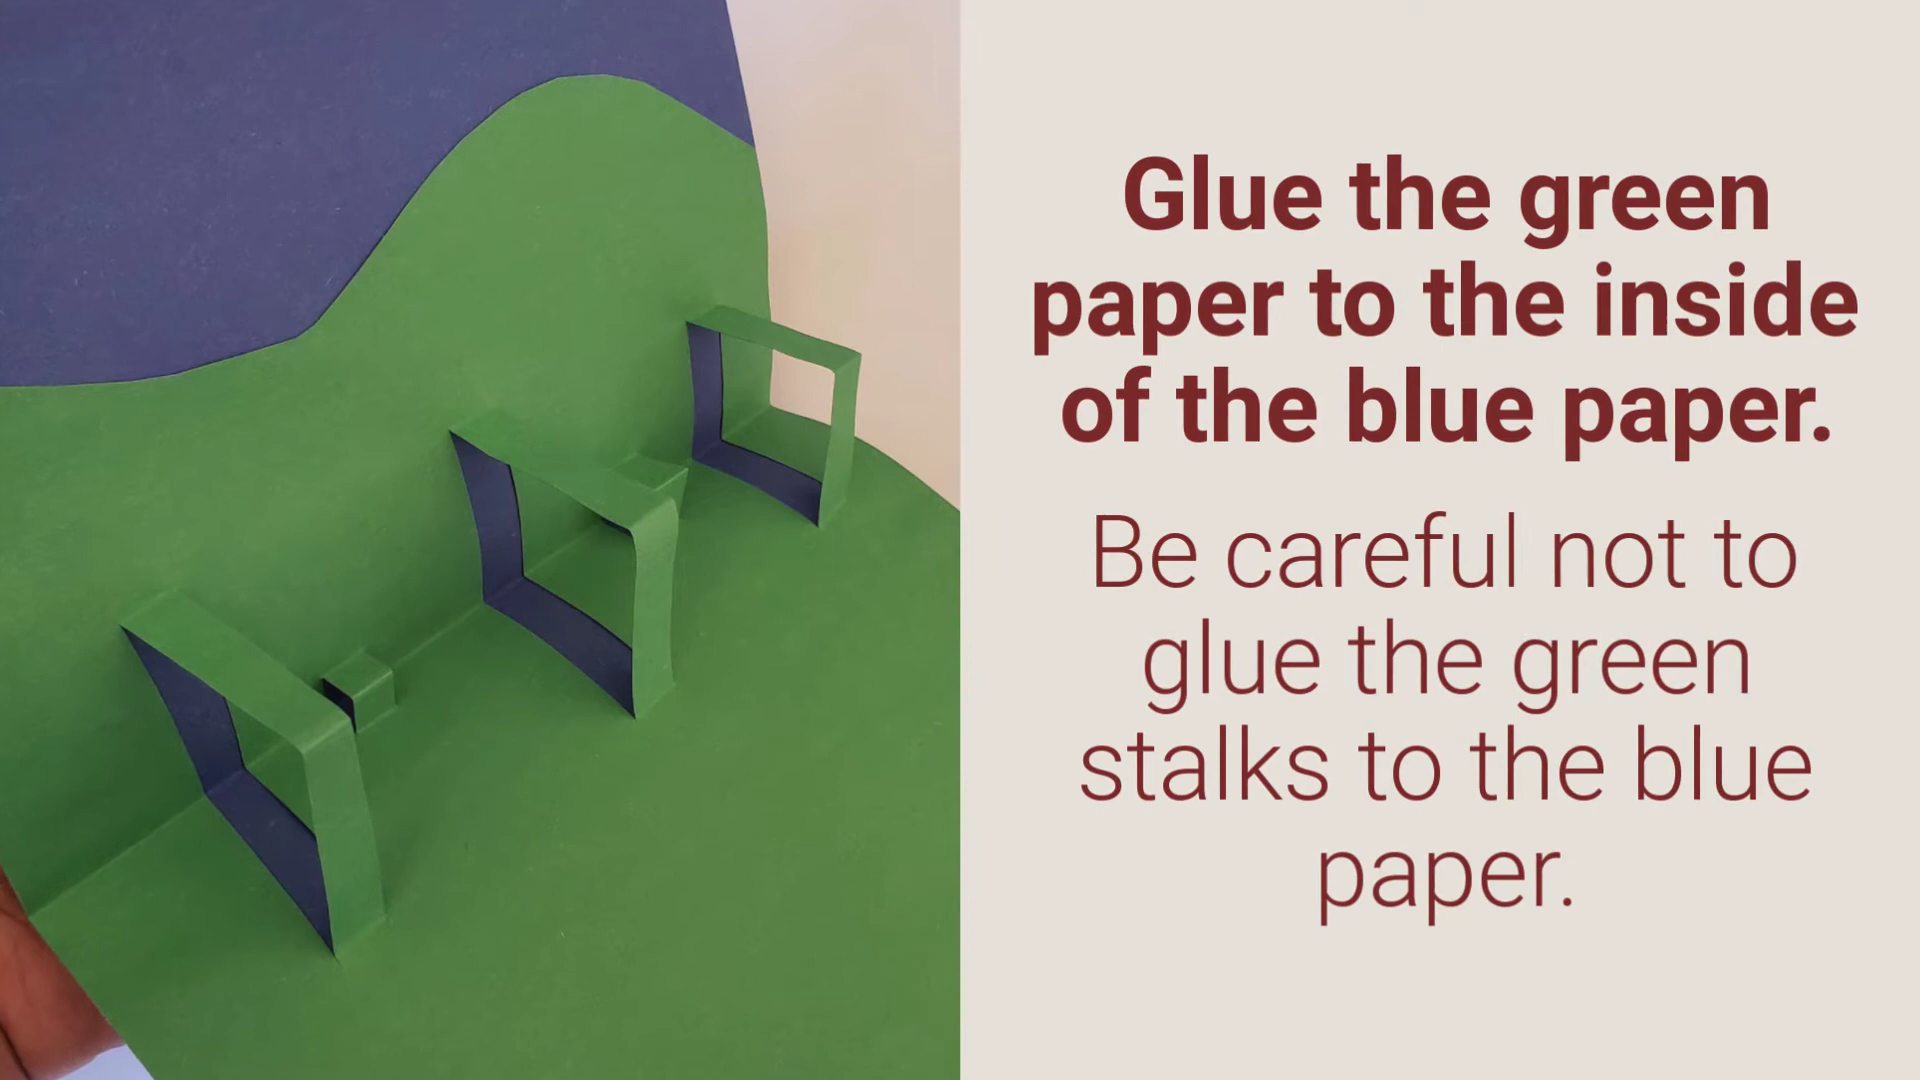 Glue the green
paper to the inside
of the blue paper.
Be careful not to
glue the green
stalks to the blue
paper.